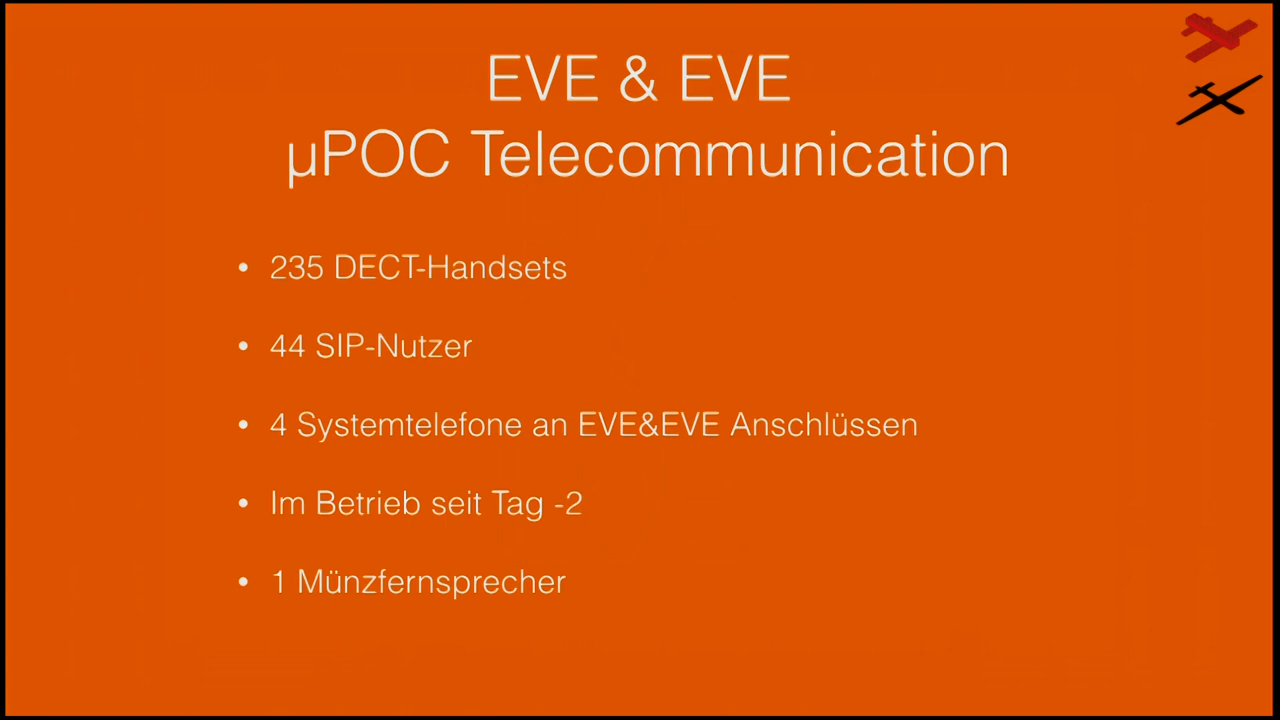 EVE & EVE
µPOC Telecommunication
• 235 DECT-Handsets
• 44 SIP-Nutzer
• 4 Systemtelefone an EVE&EVE Anschlüssen
• Im Betrieb seit Tag -2
• 1 Münzfernsprecher